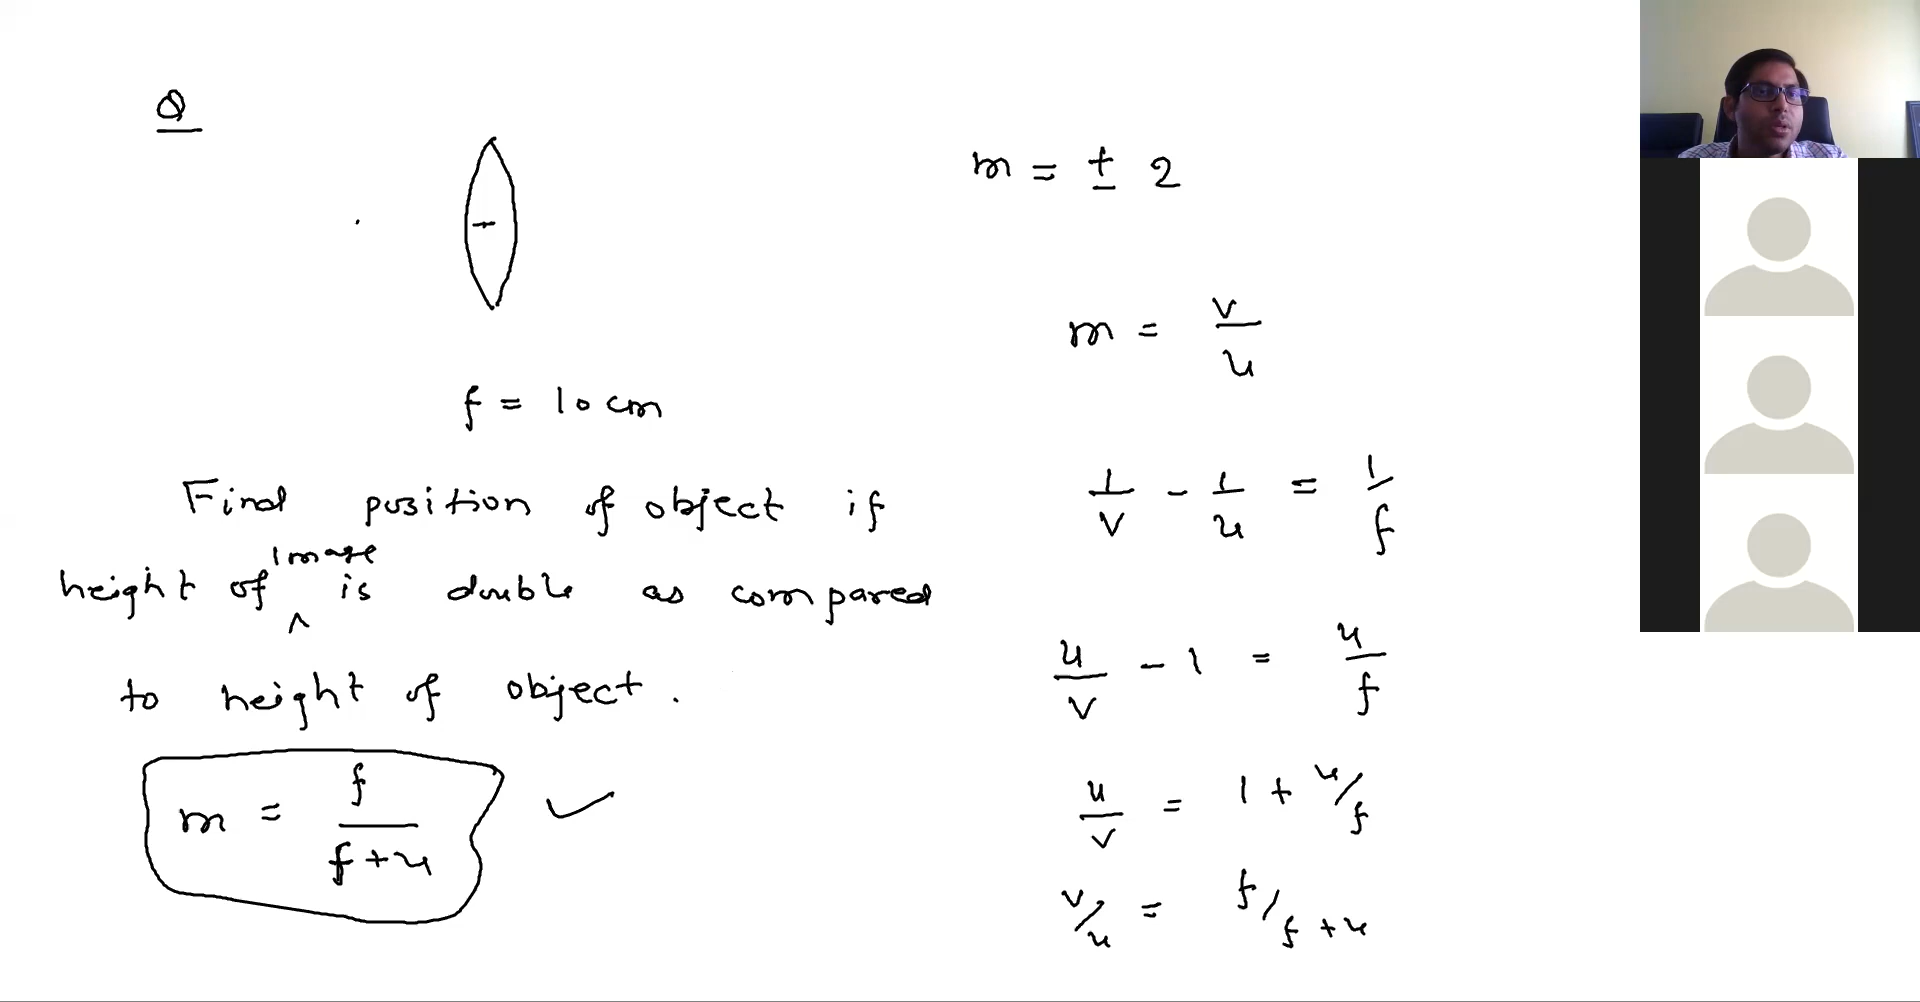 Q
f = 10 cm
Find position of object if
height of ^ image is double as compared
to height of object.
m = f / f+u
m = ± 2
m = v / u
1/v - 1/u = 1/f
u/v - 1 = u/f
u/v = 1 + u/f
v/u = f/f+u